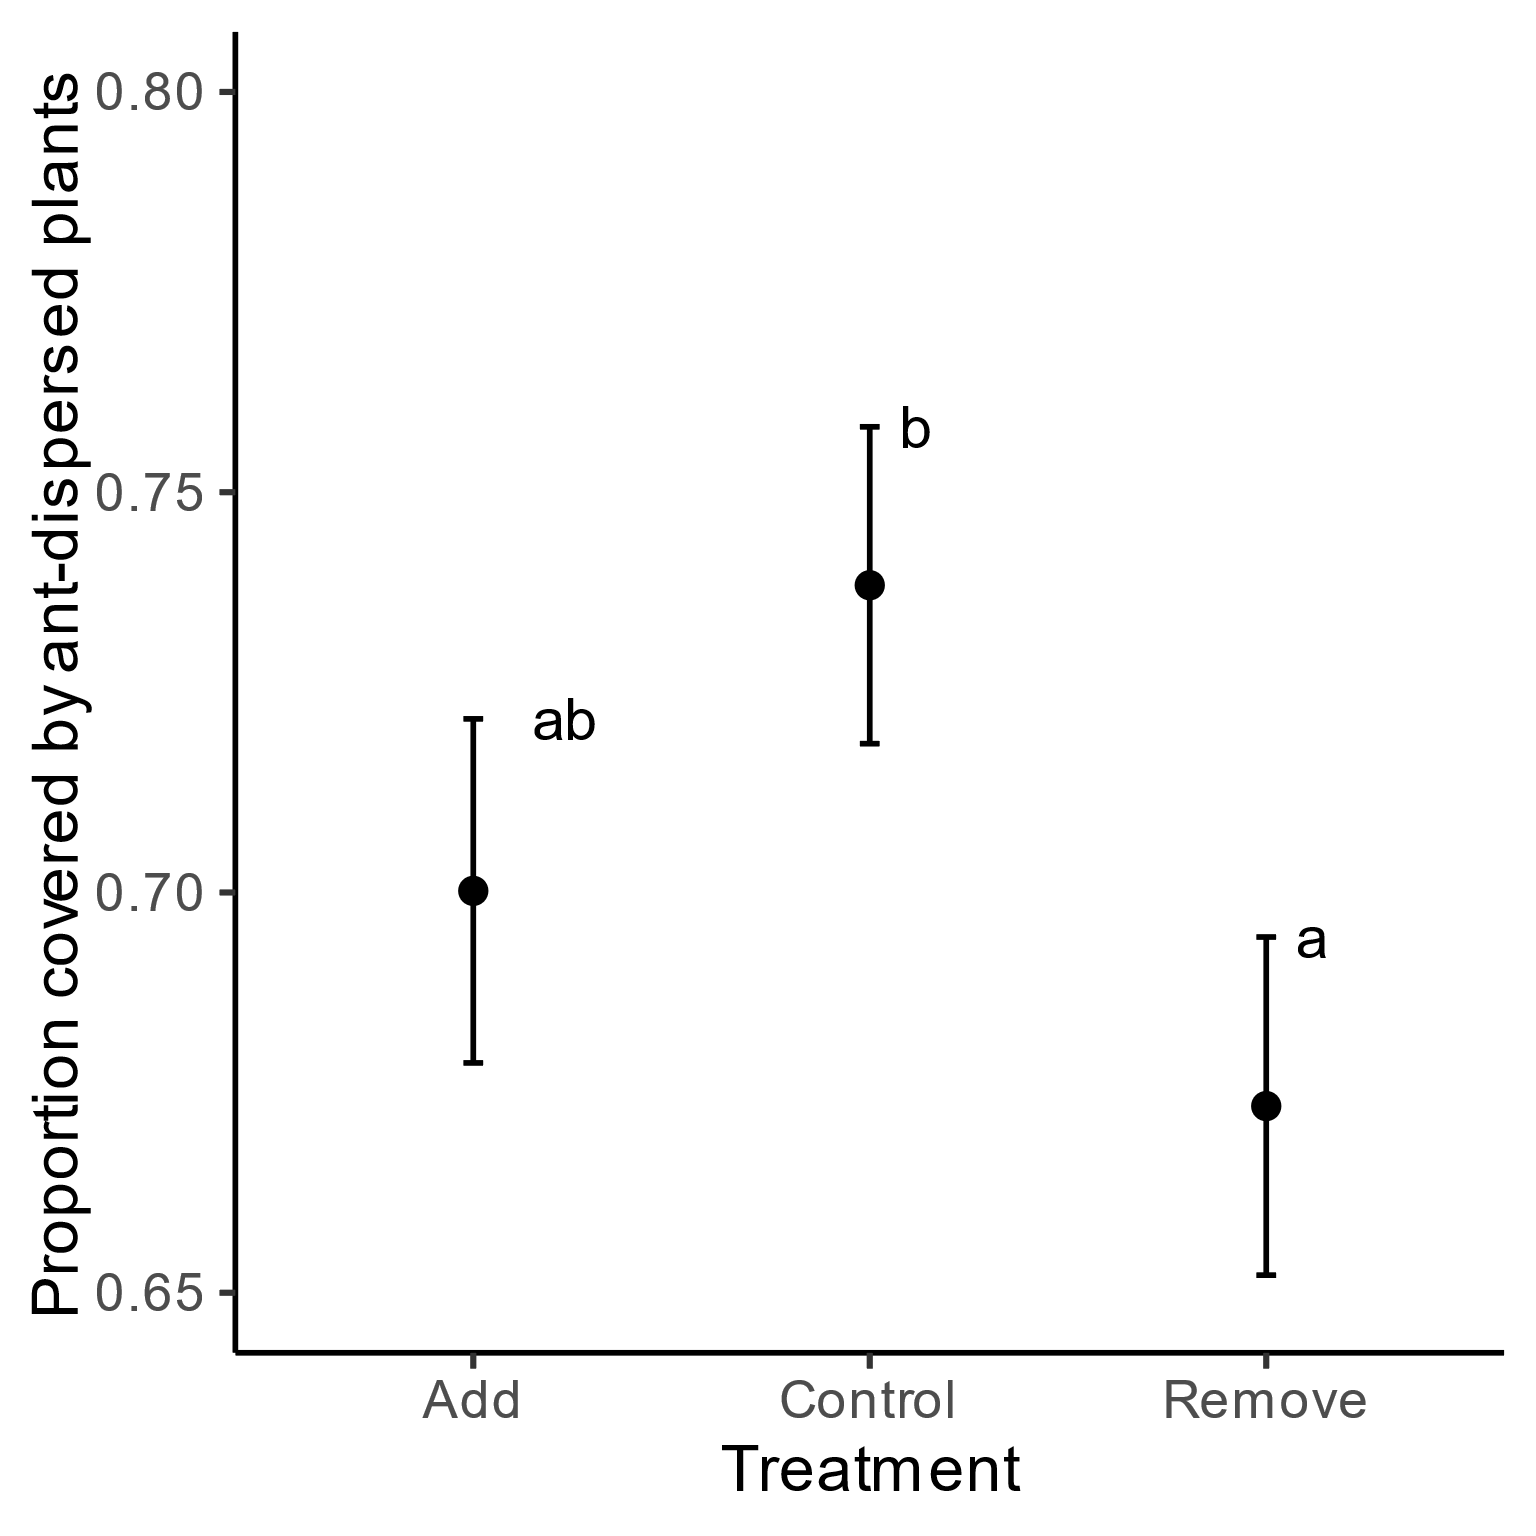 Proportion covered by ant-dispersed plants
0.80
0.75
0.70
0.65
b
ab
a
Add
Control
Remove
Treatment